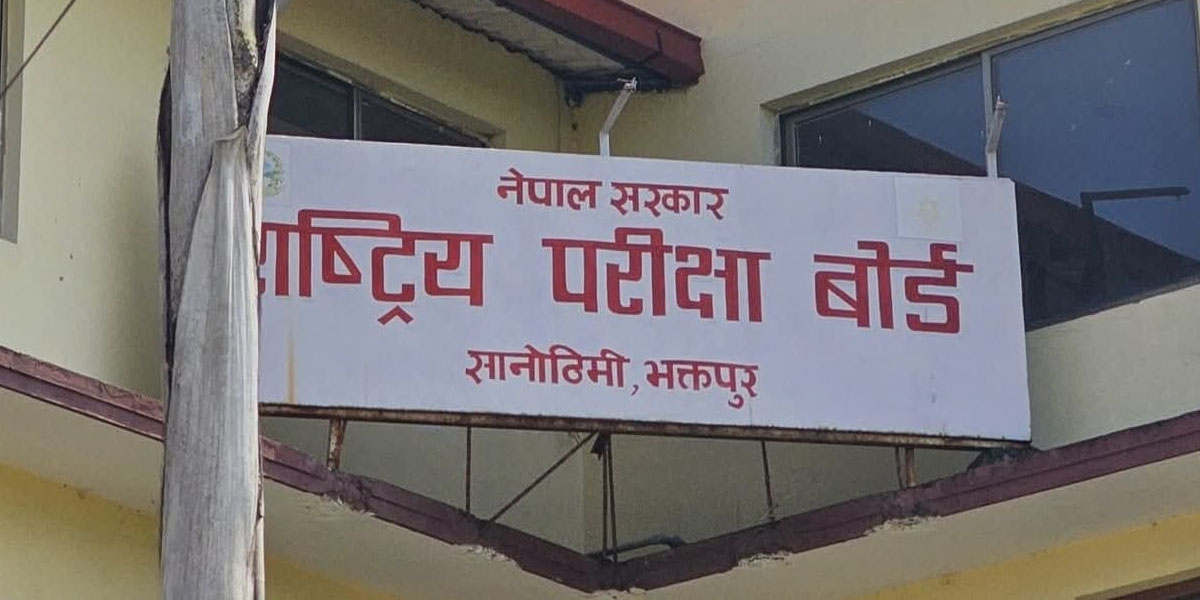 नेपाल सरकार
राष्ट्रिय परीक्षा बोर्ड
सानोठिमी, भक्तपुर